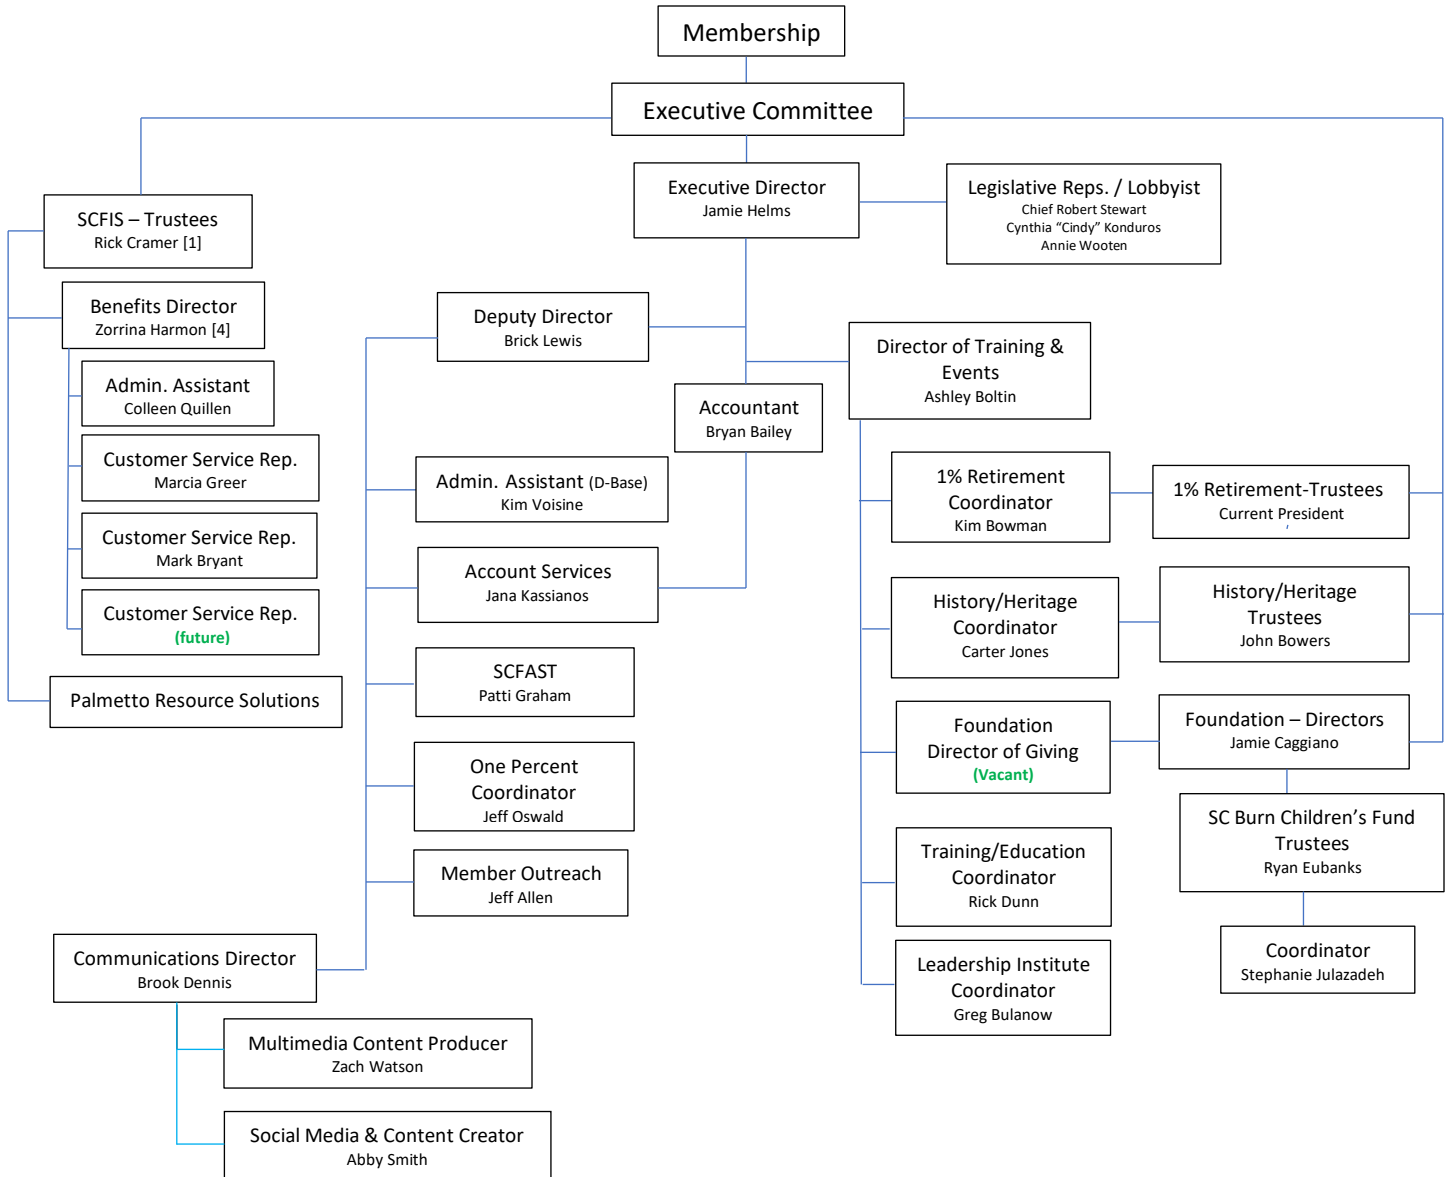 Membership
Executive Committee
Executive Director
Jamie Helms
Legislative Reps. / Lobbyist
Chief Robert Stewart
Cynthia “Cindy” Konduros
Annie Wooten
SCFIS – Trustees
Rick Cramer [1]
Benefits Director
Zorrina Harmon [4]
Admin. Assistant
Colleen Quillen
Customer Service Rep.
Marcia Greer
Customer Service Rep.
Mark Bryant
Customer Service Rep.
(future)
Palmetto Resource Solutions
Deputy Director
Brick Lewis
Director of Training &
Events
Ashley Boltin
Accountant
Bryan Bailey
Admin. Assistant (D-Base)
Kim Voisine
Account Services
Jana Kassianos
SCFAST
Patti Graham
One Percent
Coordinator
Jeff Oswald
Member Outreach
Jeff Allen
Communications Director
Brook Dennis
Multimedia Content Producer
Zach Watson
Social Media & Content Creator
Abby Smith
1% Retirement
Coordinator
Kim Bowman
1% Retirement-Trustees
Current President
,
History/Heritage
Coordinator
Carter Jones
History/Heritage
Trustees
John Bowers
Foundation
Director of Giving
(Vacant)
Foundation – Directors
Jamie Caggiano
SC Burn Children’s Fund
Trustees
Ryan Eubanks
Coordinator
Stephanie Julazadeh
Training/Education
Coordinator
Rick Dunn
Leadership Institute
Coordinator
Greg Bulanow